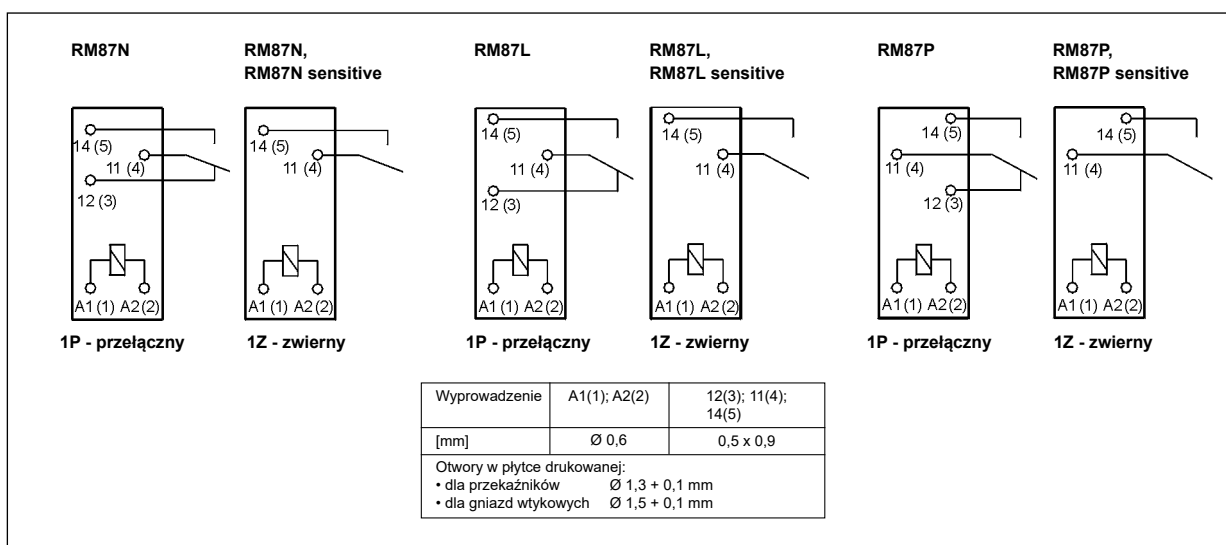 RM87N
RM87N,
RM87N sensitive
RM87L
RM87L,
RM87L sensitive
RM87P
RM87P,
RM87P sensitive
14 (5)
11 (4)
12 (3)
A1 (1) A2 (2)
14 (5)
11 (4)
A1 (1) A2 (2)
14 (5)
11 (4)
12 (3)
A1 (1) A2 (2)
14 (5)
11 (4)
A1 (1) A2 (2)
14 (5)
11 (4)
12 (3)
A1 (1) A2 (2)
14 (5)
11 (4)
A1 (1) A2 (2)
1P - przełączny
1Z - zwierny
1P - przełączny
1Z - zwierny
1P - przełączny
1Z - zwierny
Wyprowadzenie A1(1); A2(2) 12(3); 11(4);
14(5)
[mm] Ø 0,6 0,5 x 0,9
Otwory w płytce drukowanej:
• dla przekaźników Ø 1,3 + 0,1 mm
• dla gniazd wtykowych Ø 1,5 + 0,1 mm